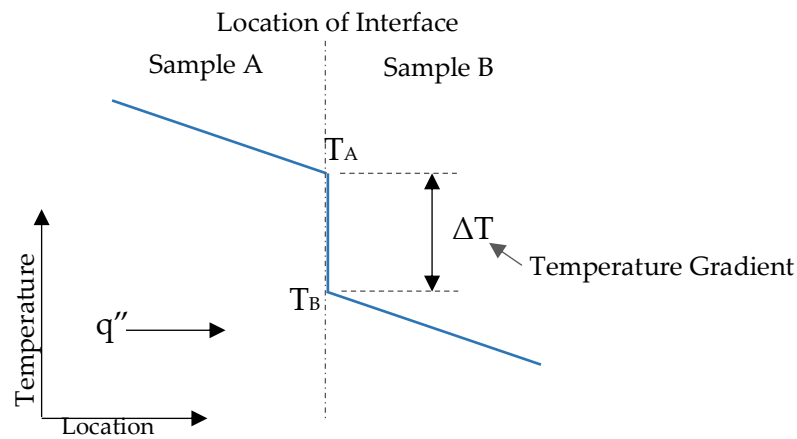 Location of Interface
Sample A
Sample B
TA
ΔT
Temperature Gradient
TB
q″
Temperature
Location